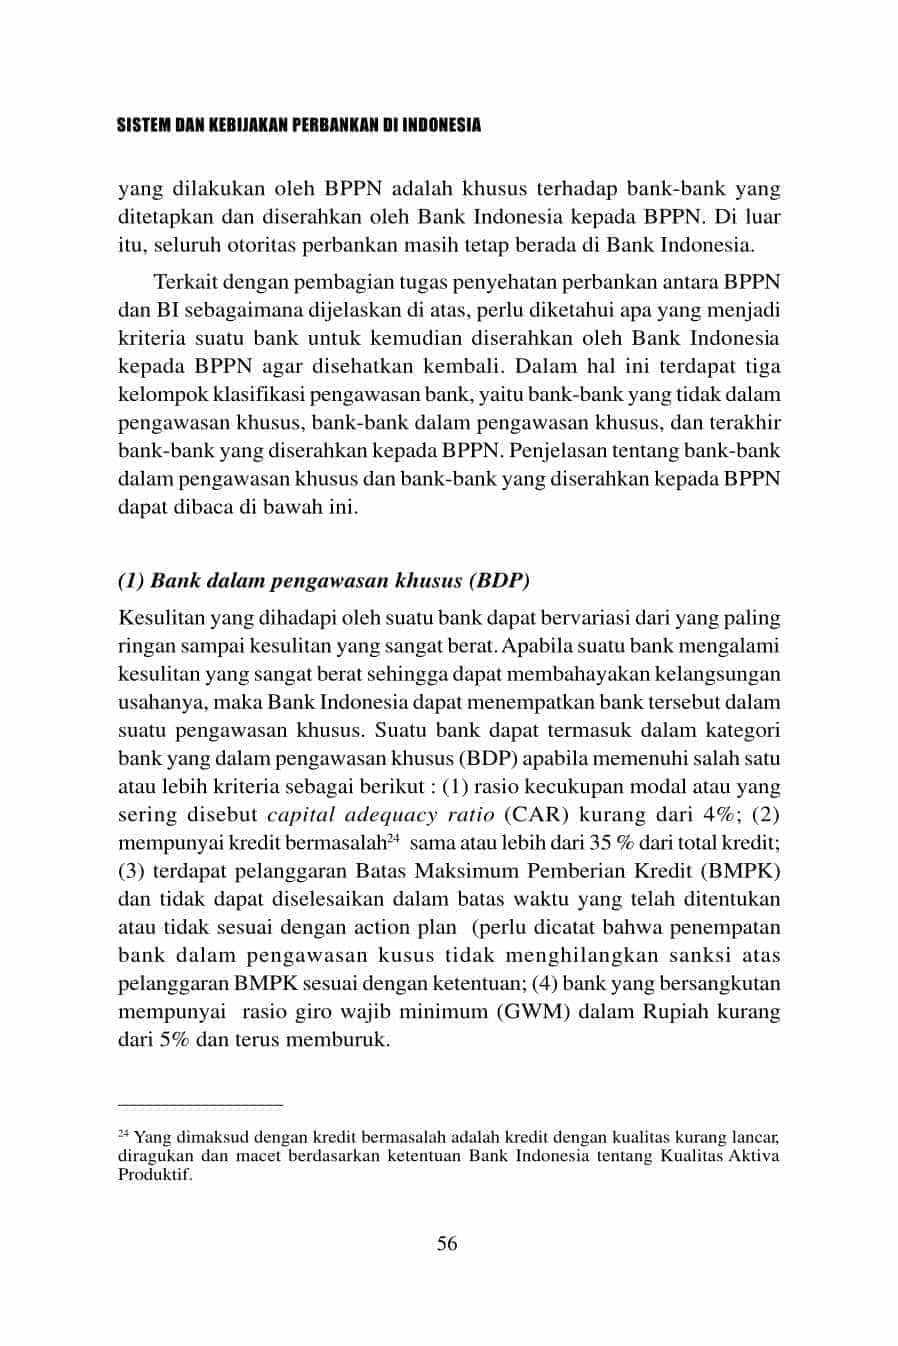 SISTEM DAN KEBIJAKAN PERBANKAN DI INDONESIA
yang dilakukan oleh BPPN adalah khusus terhadap bank-bank yang
ditetapkan dan diserahkan oleh Bank Indonesia kepada BPPN. Di luar
itu, seluruh otoritas perbankan masih tetap berada di Bank Indonesia.
Terkait dengan pembagian tugas penyehatan perbankan antara BPPN
dan BI sebagaimana dijelaskan di atas, perlu diketahui apa yang menjadi
kriteria suatu bank untuk kemudian diserahkan oleh Bank Indonesia
kepada BPPN agar disehatkan kembali. Dalam hal ini terdapat tiga
kelompok klasifikasi pengawasan bank, yaitu bank-bank yang tidak dalam
pengawasan khusus, bank-bank dalam pengawasan khusus, dan terakhir
bank-bank yang diserahkan kepada BPPN. Penjelasan tentang bank-bank
dalam pengawasan khusus dan bank-bank yang diserahkan kepada BPPN
dapat dibaca di bawah ini.
(1) Bank dalam pengawasan khusus (BDP)
Kesulitan yang dihadapi oleh suatu bank dapat bervariasi dari yang paling
ringan sampai kesulitan yang sangat berat. Apabila suatu bank mengalami
kesulitan yang sangat berat sehingga dapat membahayakan kelangsungan
usahanya, maka Bank Indonesia dapat menempatkan bank tersebut dalam
suatu pengawasan khusus. Suatu bank dapat termasuk dalam kategori
bank yang dalam pengawasan khusus (BDP) apabila memenuhi salah satu
atau lebih kriteria sebagai berikut : (1) rasio kecukupan modal atau yang
sering disebut capital adequacy ratio (CAR) kurang dari 4%; (2)
mempunyai kredit bermasalah24 sama atau lebih dari 35 % dari total kredit;
(3) terdapat pelanggaran Batas Maksimum Pemberian Kredit (BMPK)
dan tidak dapat diselesaikan dalam batas waktu yang telah ditentukan
atau tidak sesuai dengan action plan (perlu dicatat bahwa penempatan
bank dalam pengawasan kusus tidak menghilangkan sanksi atas
pelanggaran BMPK sesuai dengan ketentuan; (4) bank yang bersangkutan
mempunyai rasio giro wajib minimum (GWM) dalam Rupiah kurang
dari 5% dan terus memburuk.
24 Yang dimaksud dengan kredit bermasalah adalah kredit dengan kualitas kurang lancar,
diragukan dan macet berdasarkan ketentuan Bank Indonesia tentang Kualitas Aktiva
Produktif.
56